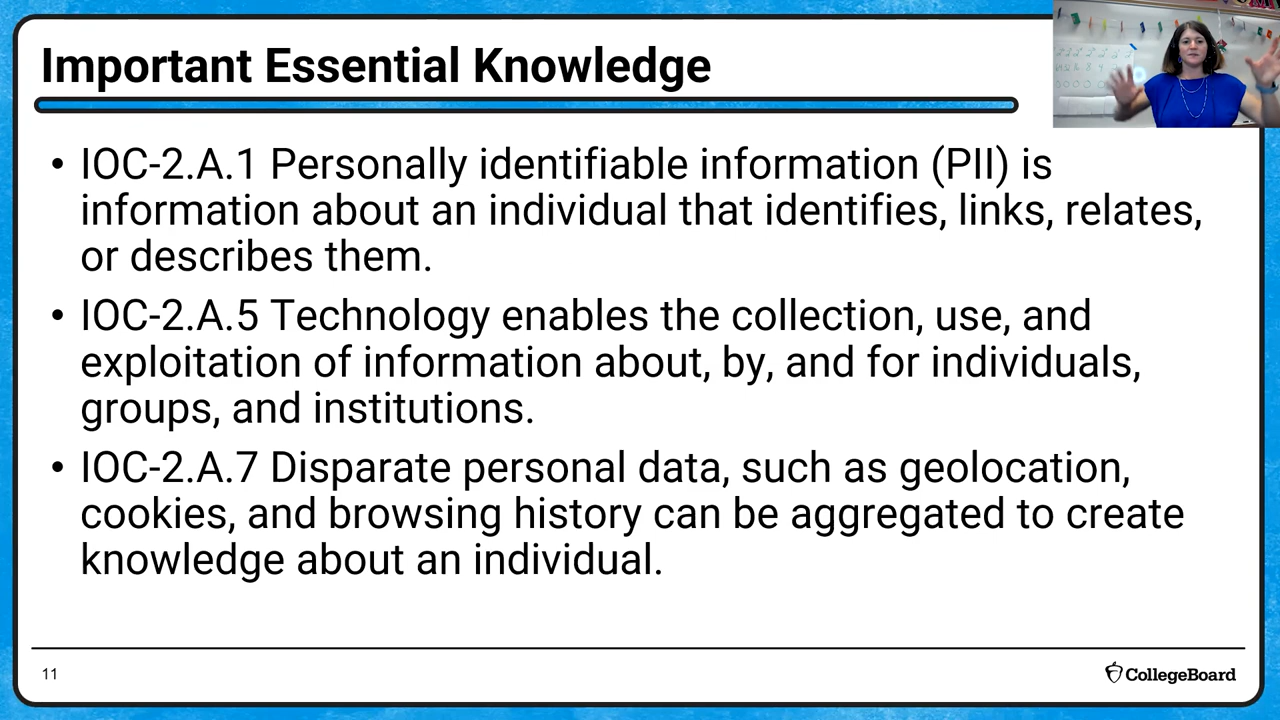 Important Essential Knowledge
• IOC-2.A.1 Personally identifiable information (PII) is
information about an individual that identifies, links, relates,
or describes them.
• IOC-2.A.5 Technology enables the collection, use, and
exploitation of information about, by, and for individuals,
groups, and institutions.
• IOC-2.A.7 Disparate personal data, such as geolocation,
cookies, and browsing history can be aggregated to create
knowledge about an individual.
11
CollegeBoard